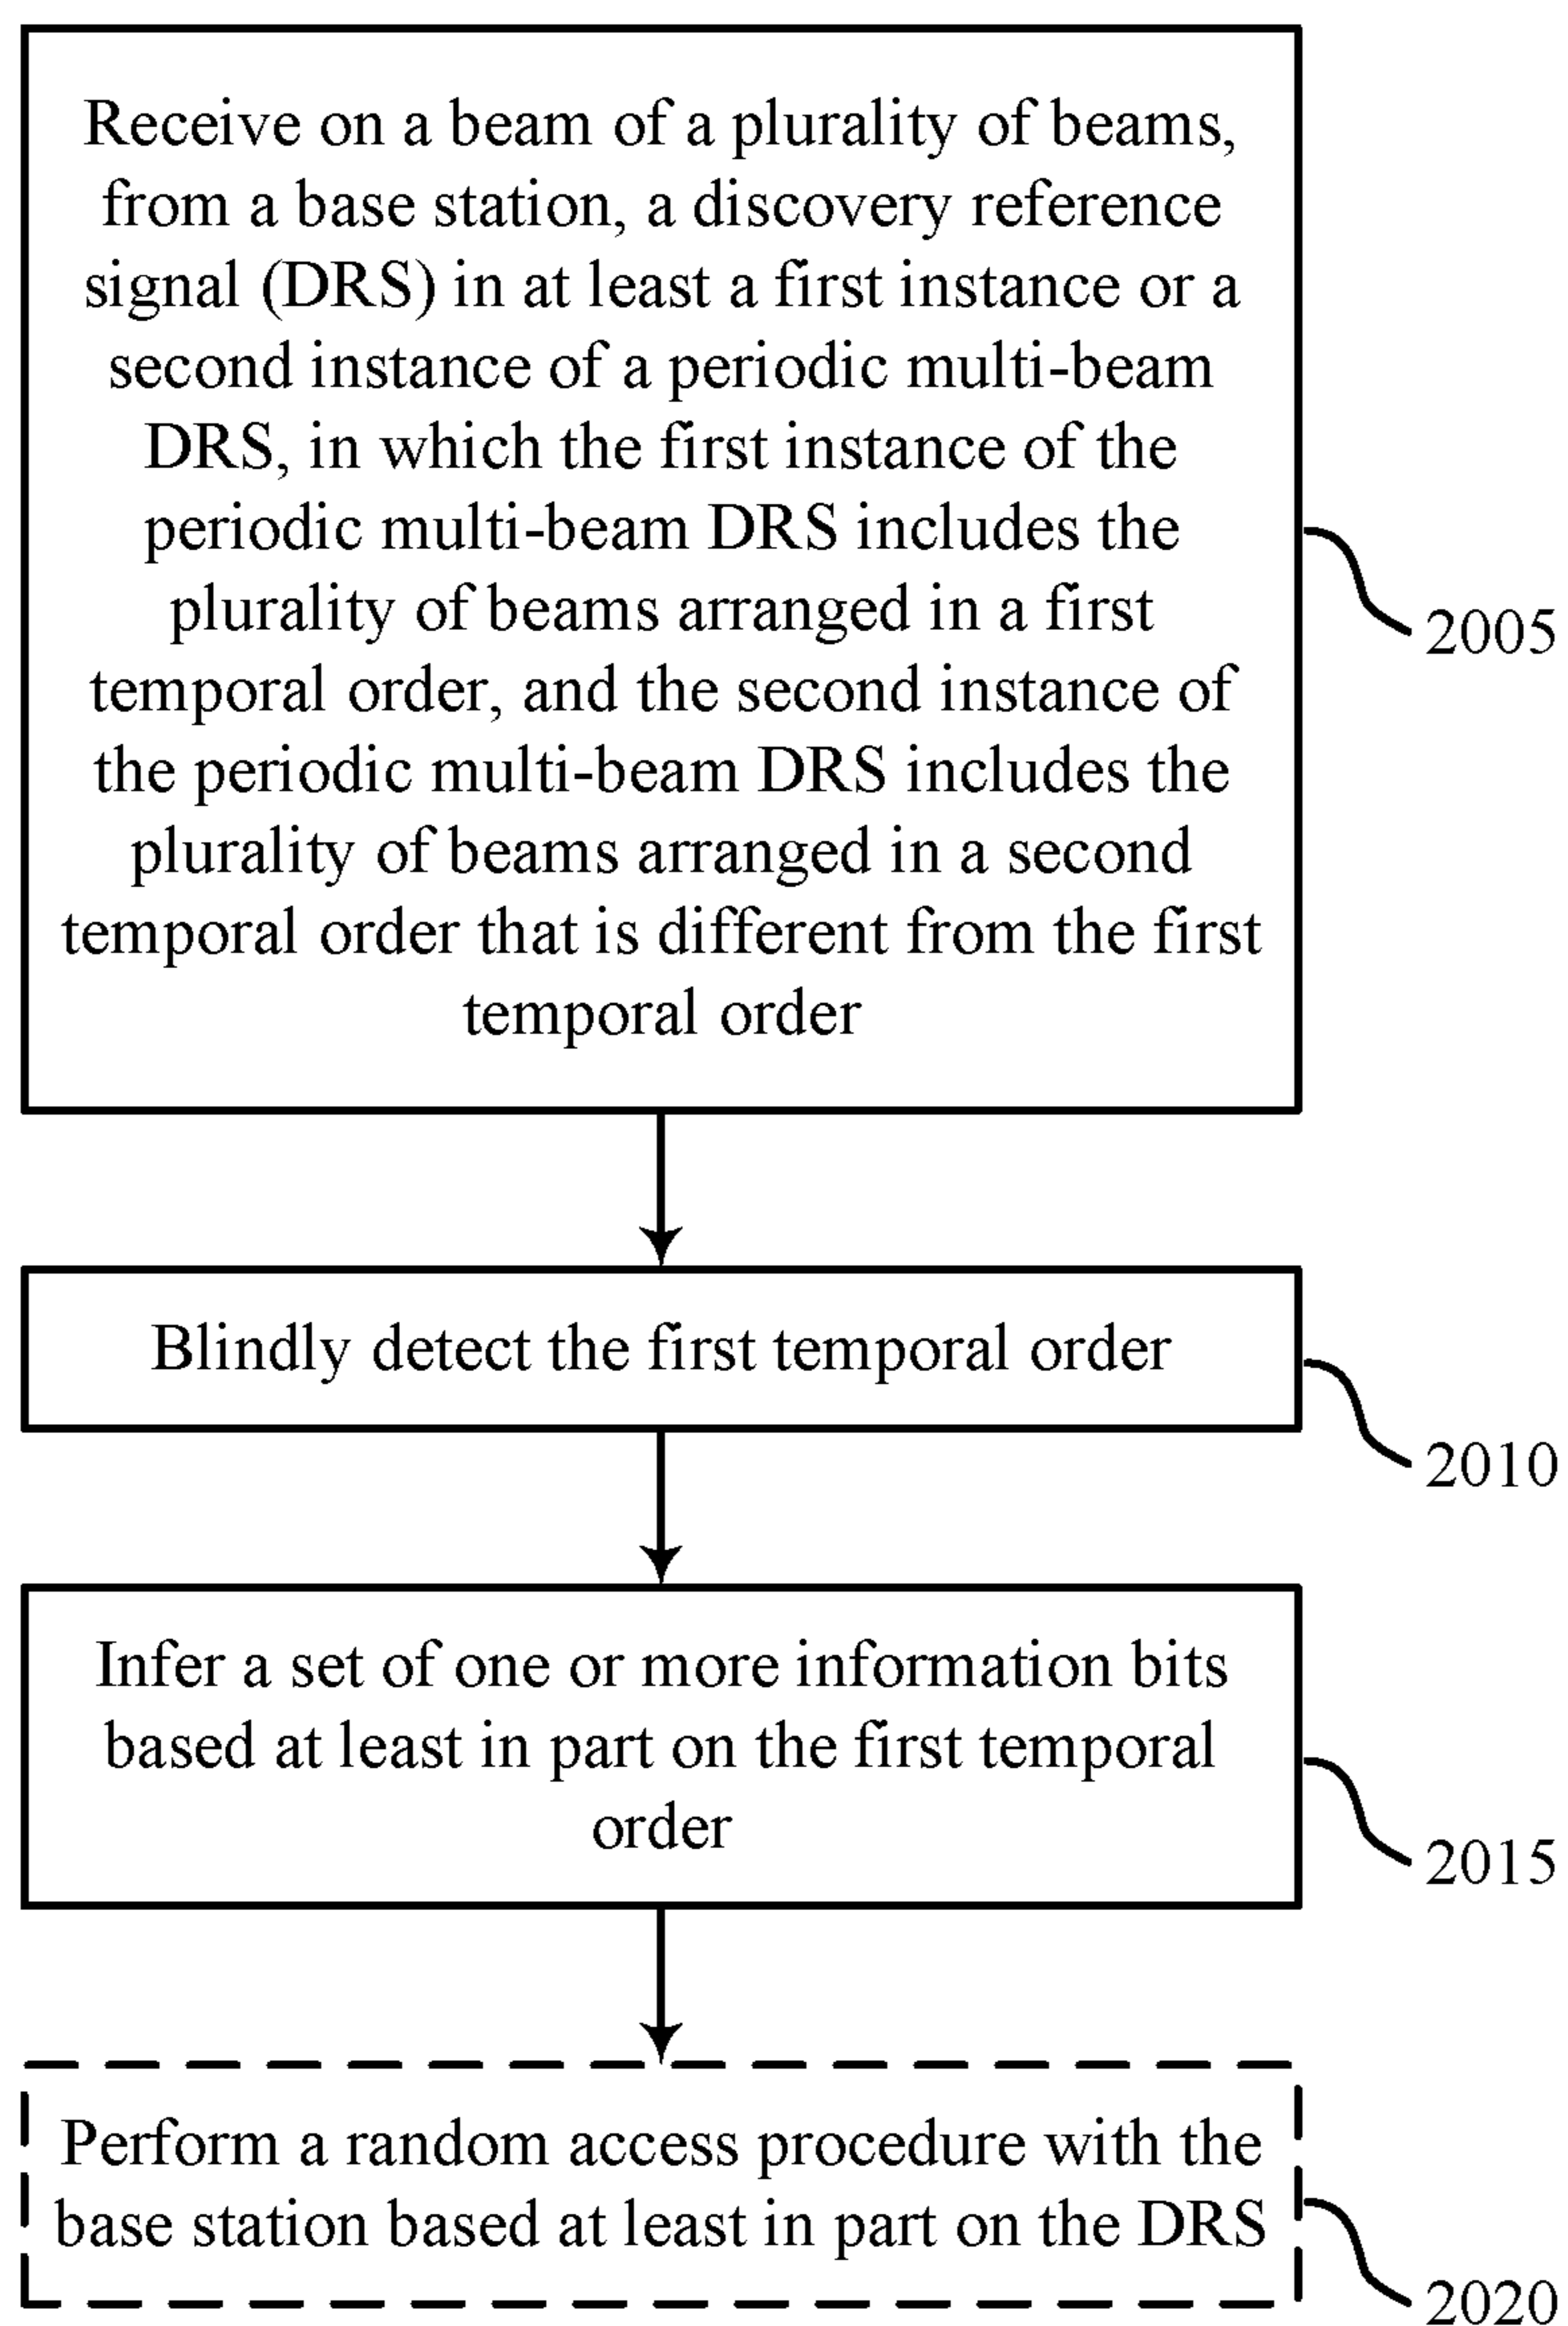 Receive on a beam of a plurality of beams,
from a base station, a discovery reference
signal (DRS) in at least a first instance or a
second instance of a periodic multi-beam
DRS, in which the first instance of the
periodic multi-beam DRS includes the
plurality of beams arranged in a first
temporal order, and the second instance of
the periodic multi-beam DRS includes the
plurality of beams arranged in a second
temporal order that is different from the first
temporal order
2005
Blindly detect the first temporal order
2010
Infer a set of one or more information bits
based at least in part on the first temporal
order
2015
Perform a random access procedure with the
base station based at least in part on the DRS
2020